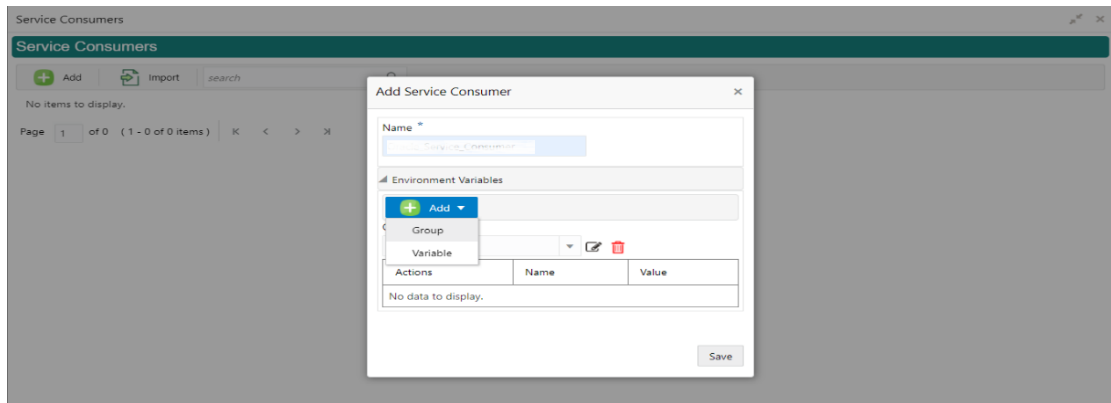 Service Consumers
Service Consumers
Add Import search
No items to display.
Page 1 of 0 ( 1 - 0 of 0 items )
Add Service Consumer
Name *
Service_Consumer
Environment Variables
Add
Group
Variable
Actions Name Value
No data to display.
Save